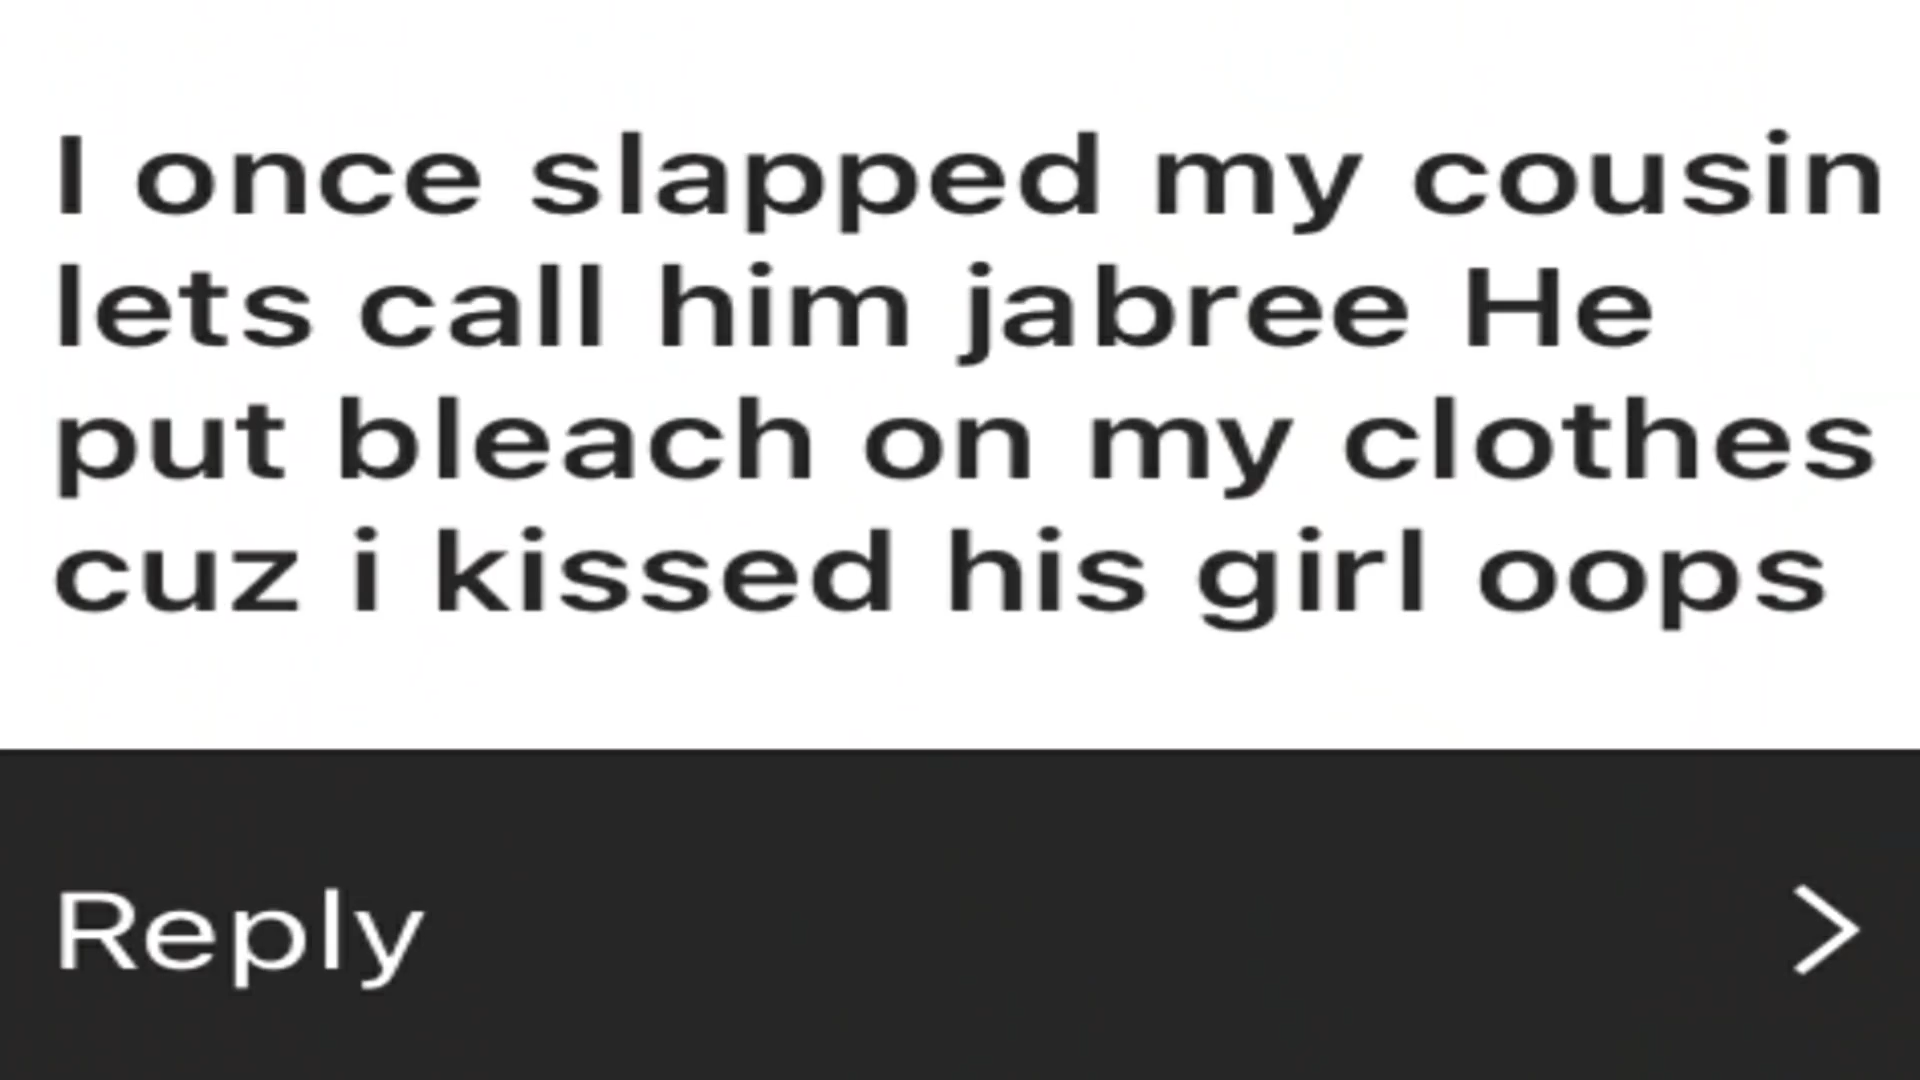 I once slapped my cousin
lets call him jabree He
put bleach on my clothes
cuz i kissed his girl oops
Reply